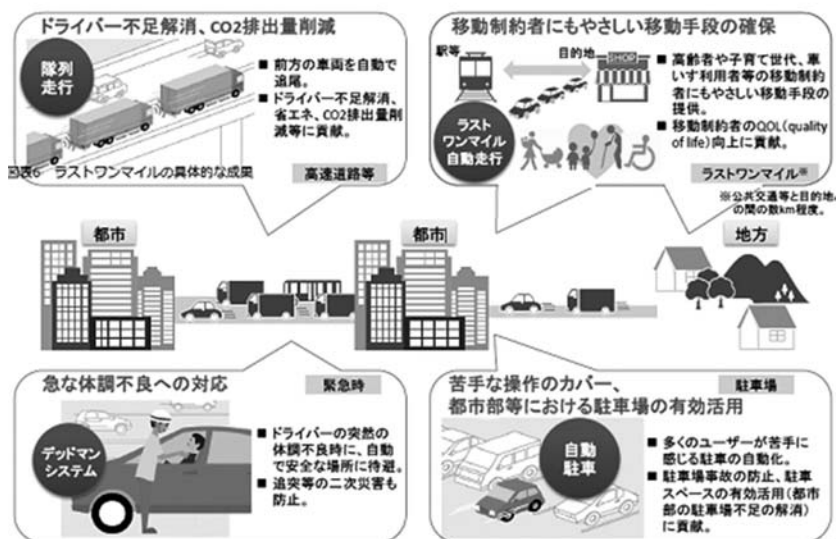 ドライバー不足解消、CO2排出量削減
隊列
走行
■ 前方の車両を自動で
追尾。
■ ドライバー不足解消、
省エネ、CO2排出量削
減等に貢献。
図表6 ラストワンマイルの具体的な成果
高速道路等
移動制約者にもやさしい移動手段の確保
駅等
目的地
SHOP
ラスト
ワンマイル
自動走行
■ 高齢者や子育て世代、車
いす利用者等の移動制約
者にもやさしい移動手段の
提供。
■ 移動制約者のQOL(quality
of life)向上に貢献。
ラストワンマイル※
※公共交通等と目的地
の間の数km程度。
都市
都市
地方
急な体調不良への対応
緊急時
デッドマン
システム
■ ドライバーの突然の
体調不良時に、自動
で安全な場所に待避。
■ 追突等の二次災害も
防止。
苦手な操作のカバー、
都市部等における駐車場の有効活用
駐車場
自動
駐車
■ 多くのユーザーが苦手に
感じる駐車の自動化。
■ 駐車場事故の防止、駐車
スペースの有効活用(都市
部の駐車場不足の解消)
に貢献。